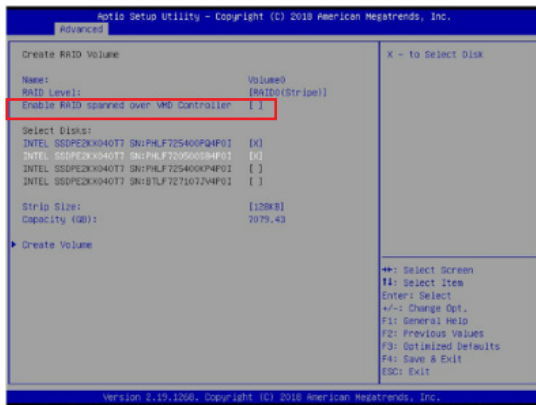 Aptio Setup Utility – Copyright (C) 2018 American Megatrends, Inc.
Advanced
Create RAID Volume
X – to Select Disk
Name: Volume0
RAID Level: [RAID0(Stripe)]
Enable RAID spanned over VMD Controller [ ]
Select Disks:
INTEL SSDPE2KX040T7 SN:PHLF725400PQ4P0I [X]
INTEL SSDPE2KX040T7 [X]
INTEL SSDPE2KX040T7 SN:PHLF725400KP4P0I [ ]
INTEL SSDPE2KX040T7 SN:BTLF727107JV4P0I [ ]
Strip Size: [128KB]
Capacity (GB): 7079.43
Create Volume
→←: Select Screen
↑↓: Select Item
Enter: Select
+/-: Change Opt.
F1: General Help
F2: Previous Values
F3: Optimized Defaults
F4: Save & Exit
ESC: Exit
Version 2.19.1268. Copyright (C) 2018 American Megatrends, Inc.